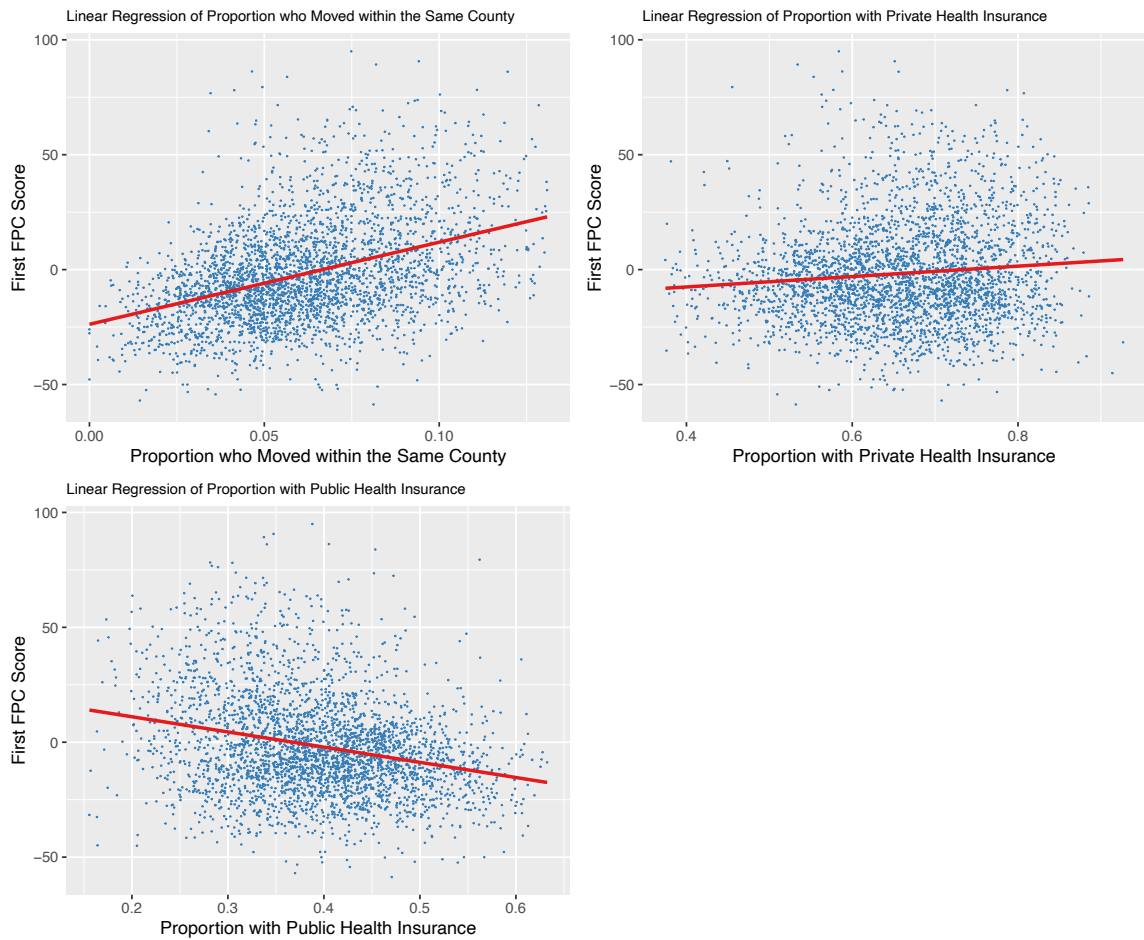 Linear Regression of Proportion who Moved within the Same County
100
50
0
−50
First FPC Score
0.00 0.05 0.10
Proportion who Moved within the Same County
Linear Regression of Proportion with Private Health Insurance
100
50
0
−50
First FPC Score
0.4 0.6 0.8
Proportion with Private Health Insurance
Linear Regression of Proportion with Public Health Insurance
100
50
0
−50
First FPC Score
0.2 0.3 0.4 0.5 0.6
Proportion with Public Health Insurance